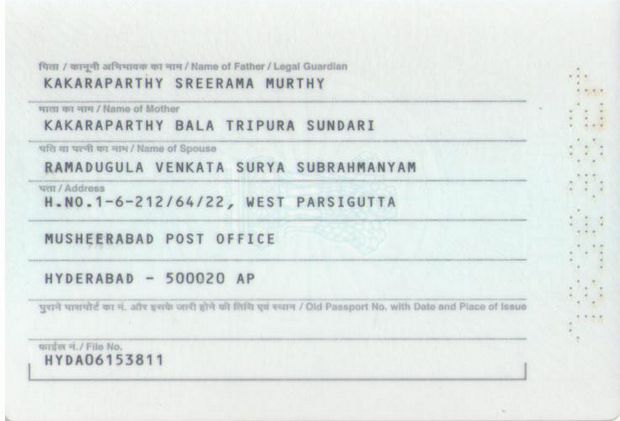 पिता / कानूनी अभिभावक का नाम / Name of Father / Legal Guardian
KAKARAPARTHY SREERAMA MURTHY
माता का नाम / Name of Mother
KAKARAPARTHY BALA TRIPURA SUNDARI
पति या पत्नी का नाम / Name of Spouse
RAMADUGULA VENKATA SURYA SUBRAHMANYAM
पता / Address
H.NO.1-6-212/64/22, WEST PARSIGUTTA
MUSHEERABAD POST OFFICE
HYDERABAD - 500020 AP
पुराने पासपोर्ट का नं. और इसके जारी होने की तिथि एवं स्थान / Old Passport No. with Date and Place of Issue
फाईल नं./ File No.
HYDA06153811